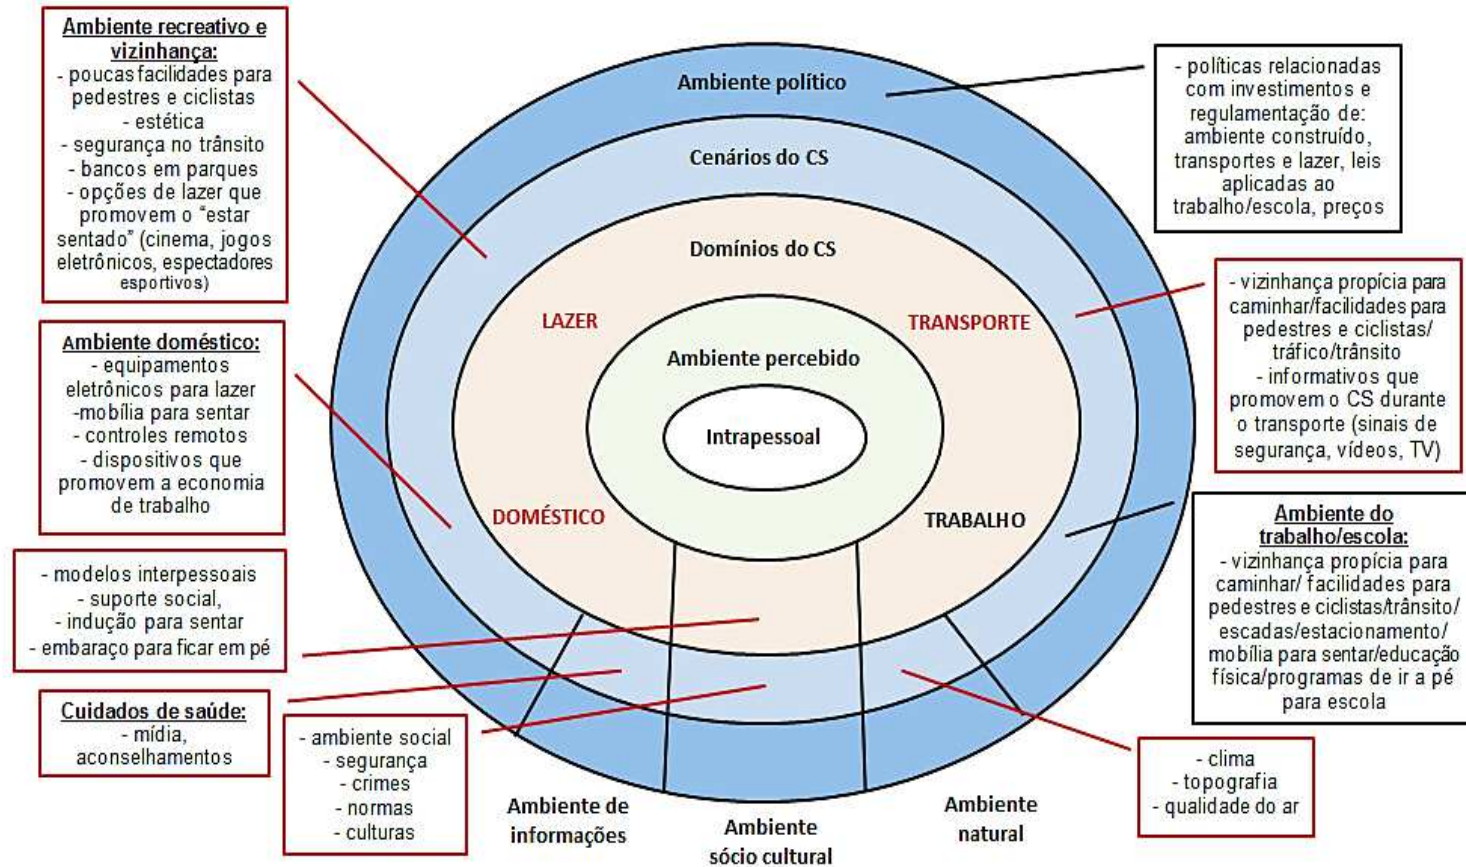 Ambiente recreativo e
vizinhança:
- poucas facilidades para
pedestres e ciclistas
- estética
- segurança no trânsito
- bancos em parques
- opções de lazer que
promovem o “estar
sentado” (cinema, jogos
eletrônicos, espectadores
esportivos)
Ambiente doméstico:
- equipamentos
eletrônicos para lazer
-mobília para sentar
- controles remotos
- dispositivos que
promovem a economia
de trabalho
- modelos interpessoais
- suporte social,
- indução para sentar
- embaraço para ficar em pé
Cuidados de saúde:
- mídia,
aconselhamentos
- ambiente social
- segurança
- crimes
- normas
- culturas
Ambiente político
Cenários do CS
Domínios do CS
LAZER
TRANSPORTE
Ambiente percebido
Intrapessoal
DOMÉSTICO
TRABALHO
Ambiente de
informações
Ambiente
sócio cultural
Ambiente
natural
- políticas relacionadas
com investimentos e
regulamentação de:
ambiente construído,
transportes e lazer, leis
aplicadas ao
trabalho/escola, preços
- vizinhança propícia para
caminhar/facilidades para
pedestres e ciclistas/
tráfico/trânsito
- informativos que
promovem o CS durante
o transporte (sinais de
segurança, vídeos, TV)
Ambiente do
trabalho/escola:
- vizinhança propícia para
caminhar/ facilidades para
pedestres e ciclistas/trânsito/
escadas/estacionamento/
mobília para sentar/educação
física/programas de ir a pé
para escola
- clima
- topografia
- qualidade do ar